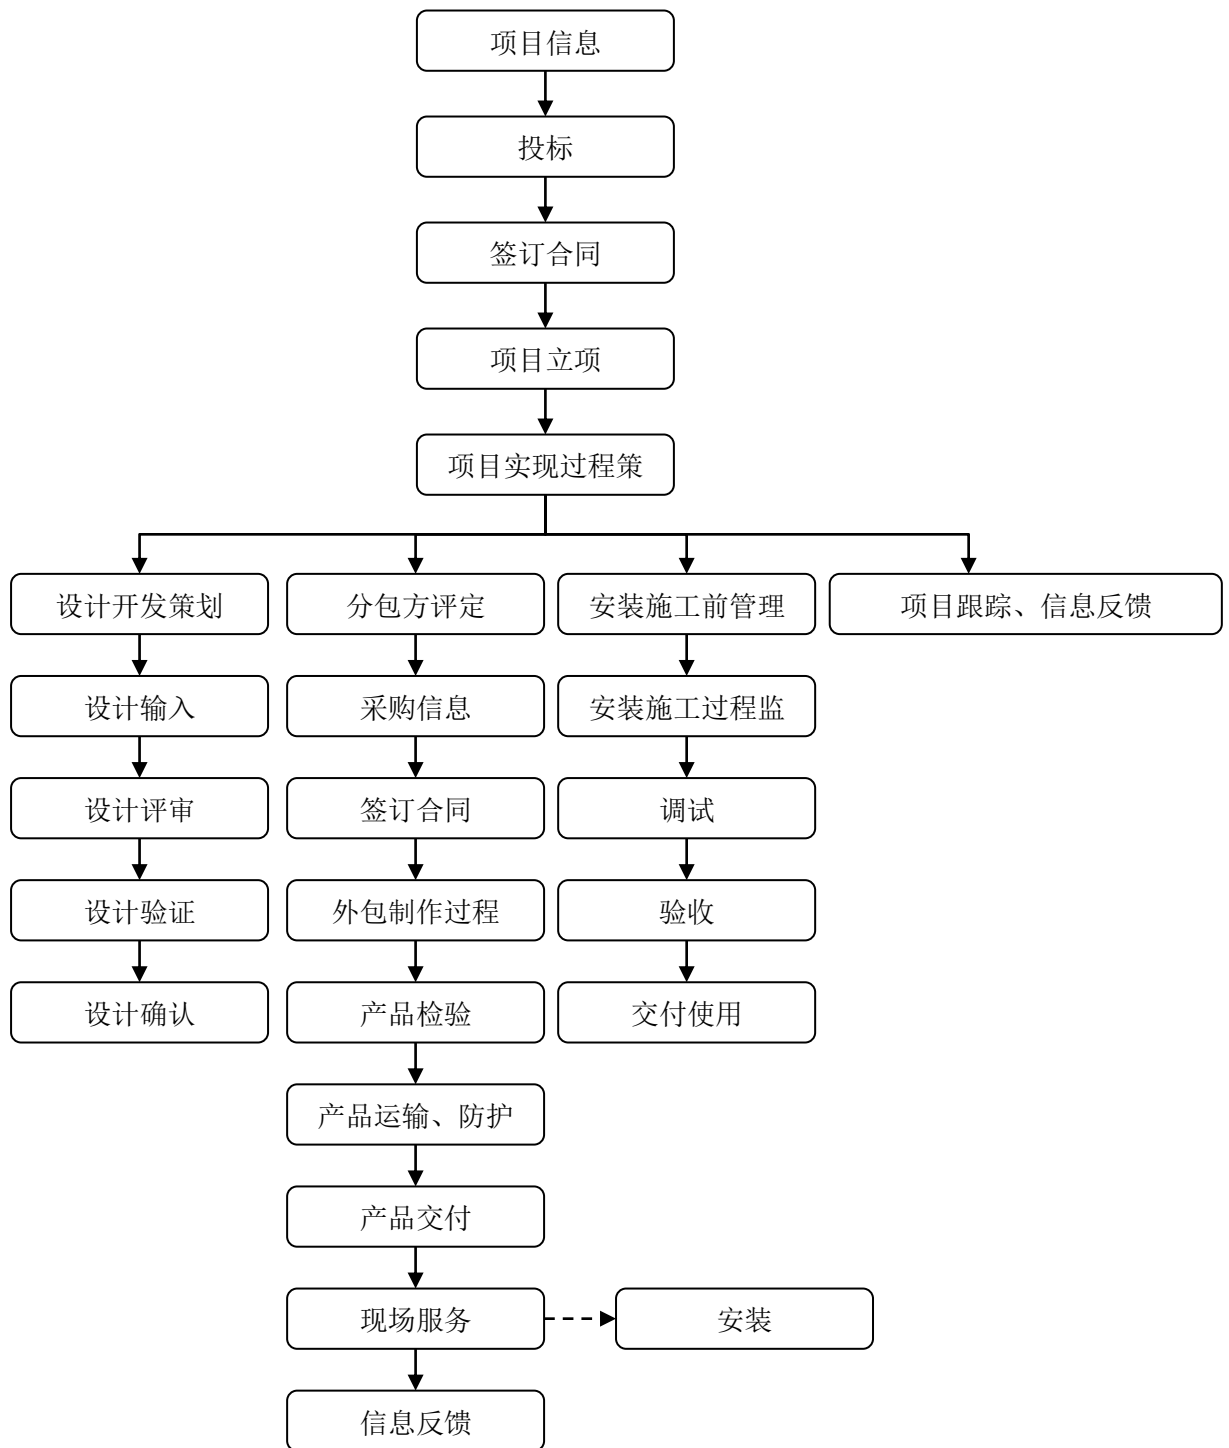 项目信息
投标
签订合同
项目立项
项目实现过程策
设计开发策划
分包方评定
安装施工前管理
项目跟踪、信息反馈
设计输入
采购信息
安装施工过程监
设计评审
签订合同
调试
设计验证
外包制作过程
验收
设计确认
产品检验
交付使用
产品运输、防护
产品交付
现场服务
安装
信息反馈